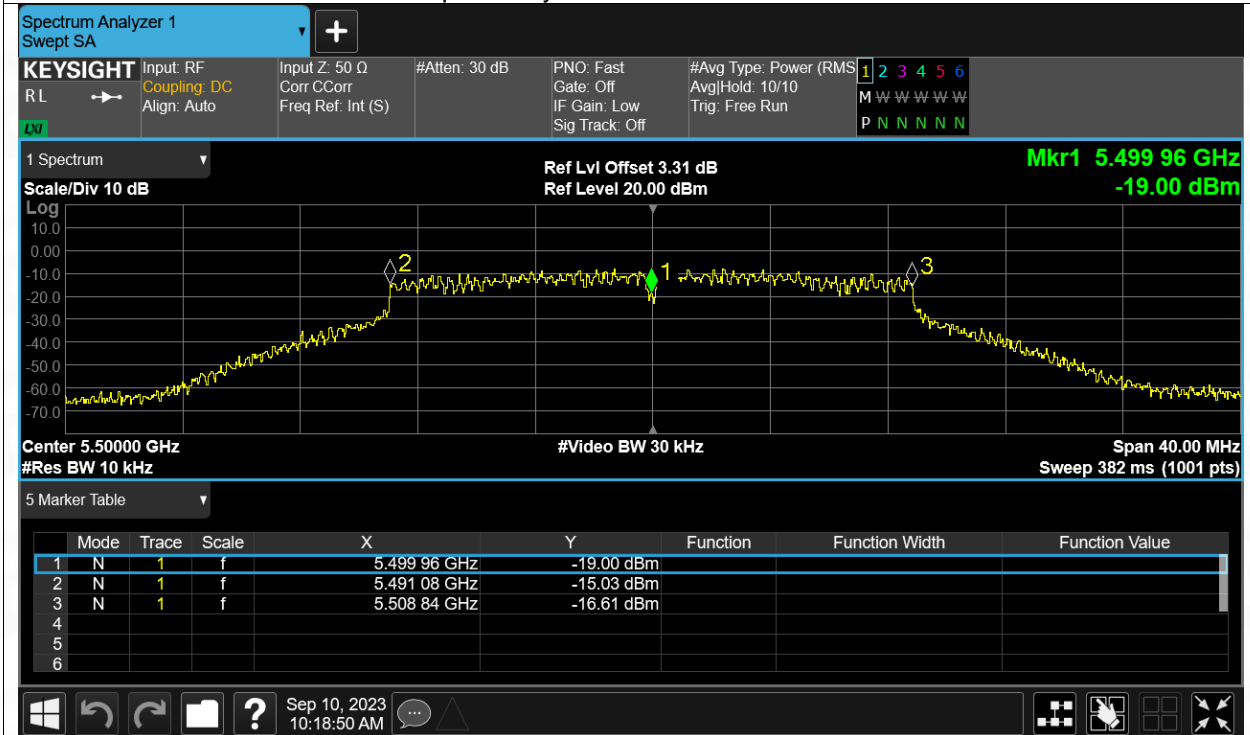 Spectrum Analyzer 1
Swept SA
+
KEYSIGHT Input: RF Input Z: 50 Ω #Atten: 30 dB PNO: Fast #Avg Type: Power (RMS 1 2 3 4 5 6
R L Coupling: DC Corr CCorr Gate: Off Avg|Hold: 10/10 M W W W W W
Align: Auto Freq Ref: Int (S) IF Gain: Low Trig: Free Run
LXI Sig Track: Off P N N N N N
1 Spectrum Ref Lvl Offset 3.31 dB Mkr1 5.499 96 GHz
Scale/Div 10 dB Ref Level 20.00 dBm -19.00 dBm
Log
10.0
0.00
-10.0
-20.0
-30.0
-40.0
-50.0
-60.0
-70.0
2 1 3
Center 5.50000 GHz #Video BW 30 kHz Span 40.00 MHz
#Res BW 10 kHz Sweep 382 ms (1001 pts)
5 Marker Table
Mode Trace Scale X Y Function Function Width Function Value
1 N 1 f 5.499 96 GHz -19.00 dBm
2 N 1 f 5.491 08 GHz -15.03 dBm
3 N 1 f 5.508 84 GHz -16.61 dBm
4
5
6
? Sep 10, 2023
10:18:50 AM